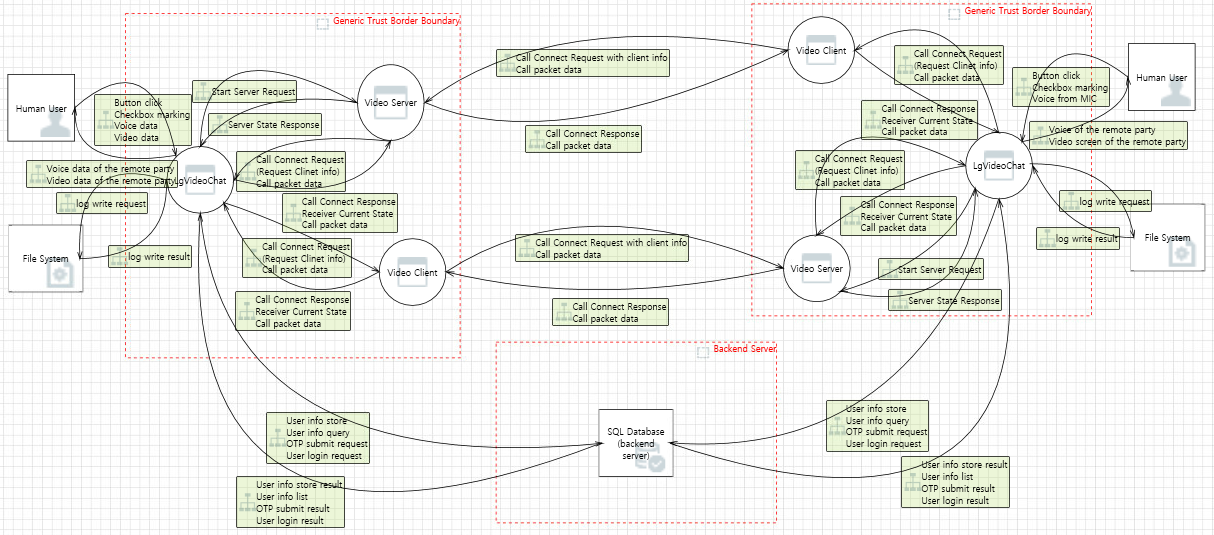 Generic Trust Border Boundary
Generic Trust Border Boundary
Human User
Button click
Checkbox marking
Voice data
Video data
Start Server Request
Server State Response
Video Server
Call Connect Request with client info
Call packet data
Call Connect Response
Call packet data
Video Client
Call Connect Request
(Request Clinet info)
Call packet data
Button click
Checkbox marking
Voice from MIC
Human User
Call Connect Response
Receiver Current State
Call packet data
Voice of the remote party
Video screen of the remote party
Voice data of the remote party
Video data of the remote party
LgVideoChat
Call Connect Request
(Request Clinet info)
Call packet data
Call Connect Request
(Request Clinet info)
Call packet data
LgVideoChat
log write request
Call Connect Response
Receiver Current State
Call packet data
Call Connect Response
Receiver Current State
Call packet data
log write request
File System
log write result
Call Connect Request
(Request Clinet info)
Call packet data
Call Connect Request with client info
Call packet data
log write result
File System
Video Client
Video Server
Start Server Request
Call Connect Response
Receiver Current State
Call packet data
Call Connect Response
Call packet data
Server State Response
Backend Server
User info store
User info query
OTP submit request
User login request
SQL Database
(backend
server)
User info store
User info query
OTP submit request
User login request
User info store result
User info list
OTP submit result
User login result
User info store result
User info list
OTP submit result
User login result